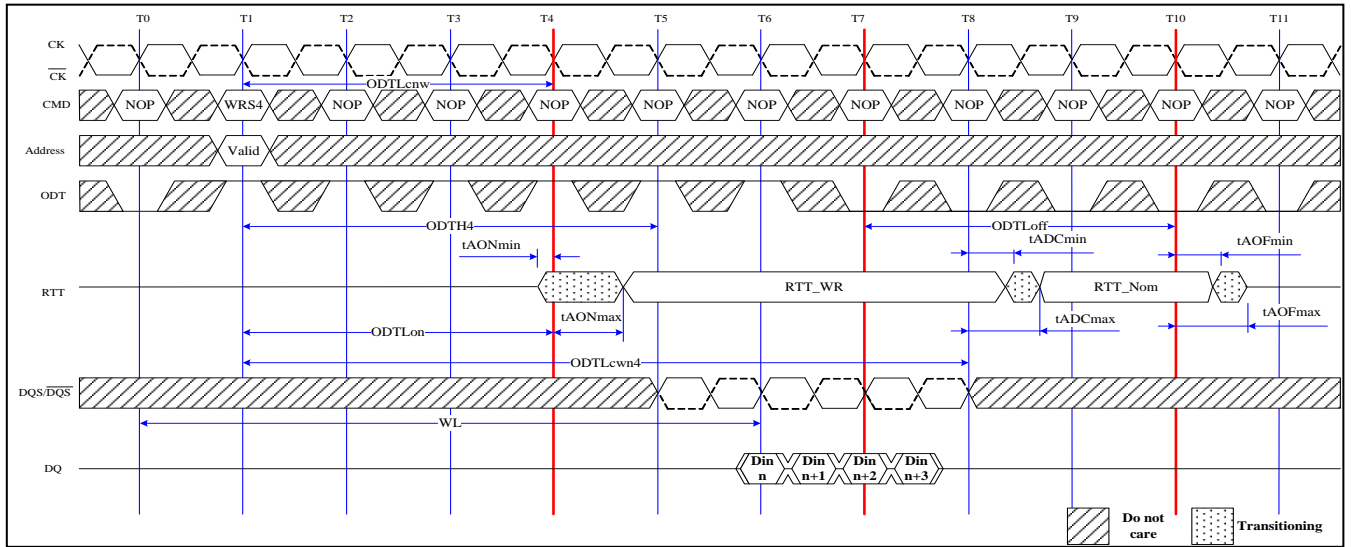 T0 T1 T2 T3 T4 T5 T6 T7 T8 T9 T10 T11
CK
CK
ODTLcnw
CMD NOP WRS4 NOP NOP NOP NOP NOP NOP NOP NOP NOP NOP
Address Valid
ODT
ODTH4 ODTLoff
tAONmin tADCmin tAOFmin
RTT RTT_WR RTT_Nom
ODTLon tAONmax tADCmax tAOFmax
ODTLcwn4
DQS/DQS
WL
DQ Din n Din n+1 Din n+2 Din n+3
Do not care Transitioning